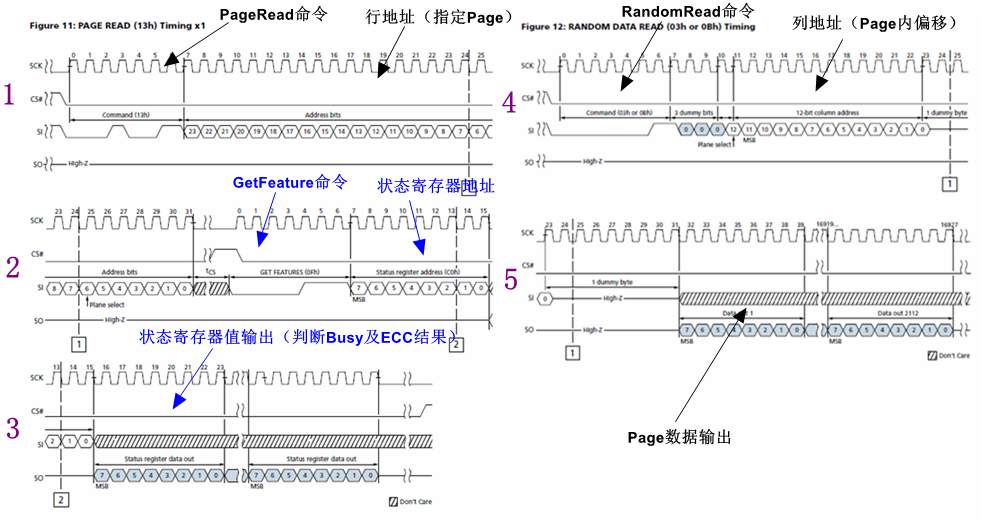 PageRead命令
行地址（指定Page）
Figure 11: PAGE READ (13h) Timing x1
0 1 2 3 4 5 6 7 8 9 10 11 12 13 14 15 16 17 18 19 20 21 22 23 24 25
SCK
1
CS#
Command (13h)
Address bits
SI
23 22 21 20 19 18 17 16 15 14 13 12 11 10 9 8 7 6
SO
High-Z
1
GetFeature命令
状态寄存器地址
23 24 25 26 27 28 29 30 31 0 1 2 3 4 5 6 7 8 9 10 11 12 13 14 15
SCK
2
CS#
Address bits
tCS
GET FEATURES (0Fh)
Status register address (C0h)
SI
8 7 6 5 4 3 2 1 0
7 6 5 4 3 2 1 0
Plane select
MSB
SO
High-Z
1
2
状态寄存器值输出（判断Busy及ECC结果）
13 14 15 16 17 18 19 20 21 22 23
SCK
3
CS#
SI
2 1 0
Status register data out
Status register data out
SO
7 6 5 4 3 2 1 0
7 6 5 4 3 2 1 0
MSB
MSB
2
Don't Care
RandomRead命令
列地址（Page内偏移）
Figure 12: RANDOM DATA READ (03h or 0Bh) Timing
0 1 2 3 4 5 6 7 8 9 10 11 12 13 14 15 16 17 18 19 20 21 22 23 24 25
SCK
4
CS#
Command (03h or 0Bh)
3 dummy bits
12-bit column address
1 dummy byte
SI
0 0 0 12 11 10 9 8 7 6 5 4 3 2 1 0
Plane select
MSB
SO
High-Z
1
23 24 25 26 27 28 29 30 31 32 33 34 35 36 37 38 39
16919...
16927
SCK
5
CS#
1 dummy byte
SI
0
High-Z
Data out 1
Data out 2112
SO
High-Z
7 6 5 4 3 2 1 0
7 6 5 4 3 2 1 0
MSB
MSB
1
Don't Care
Page数据输出